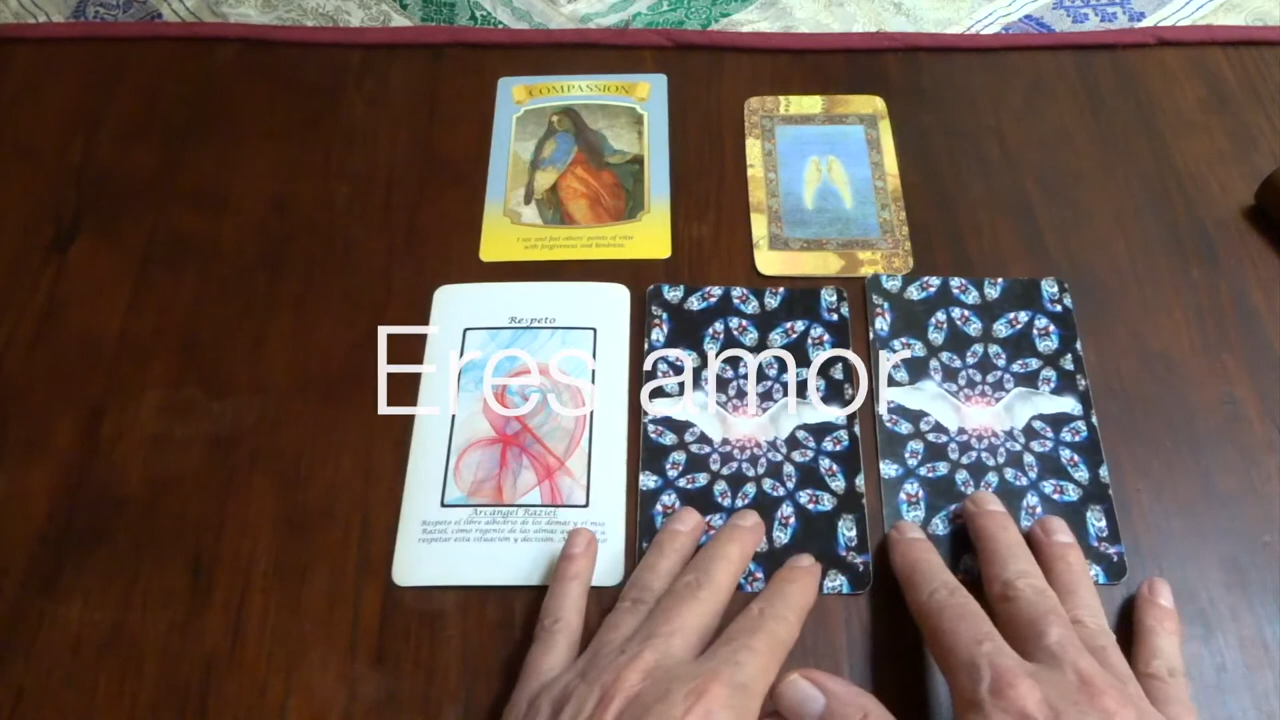 COMPASSION
I see and feel others' points of view
with forgiveness and kindness.
Respeto
Eres amor
Arcángel Raziel:
Respeto el libre albedrío de los demás y el mío
Raziel, como regente de las almas
respetar esta situación y decisión.